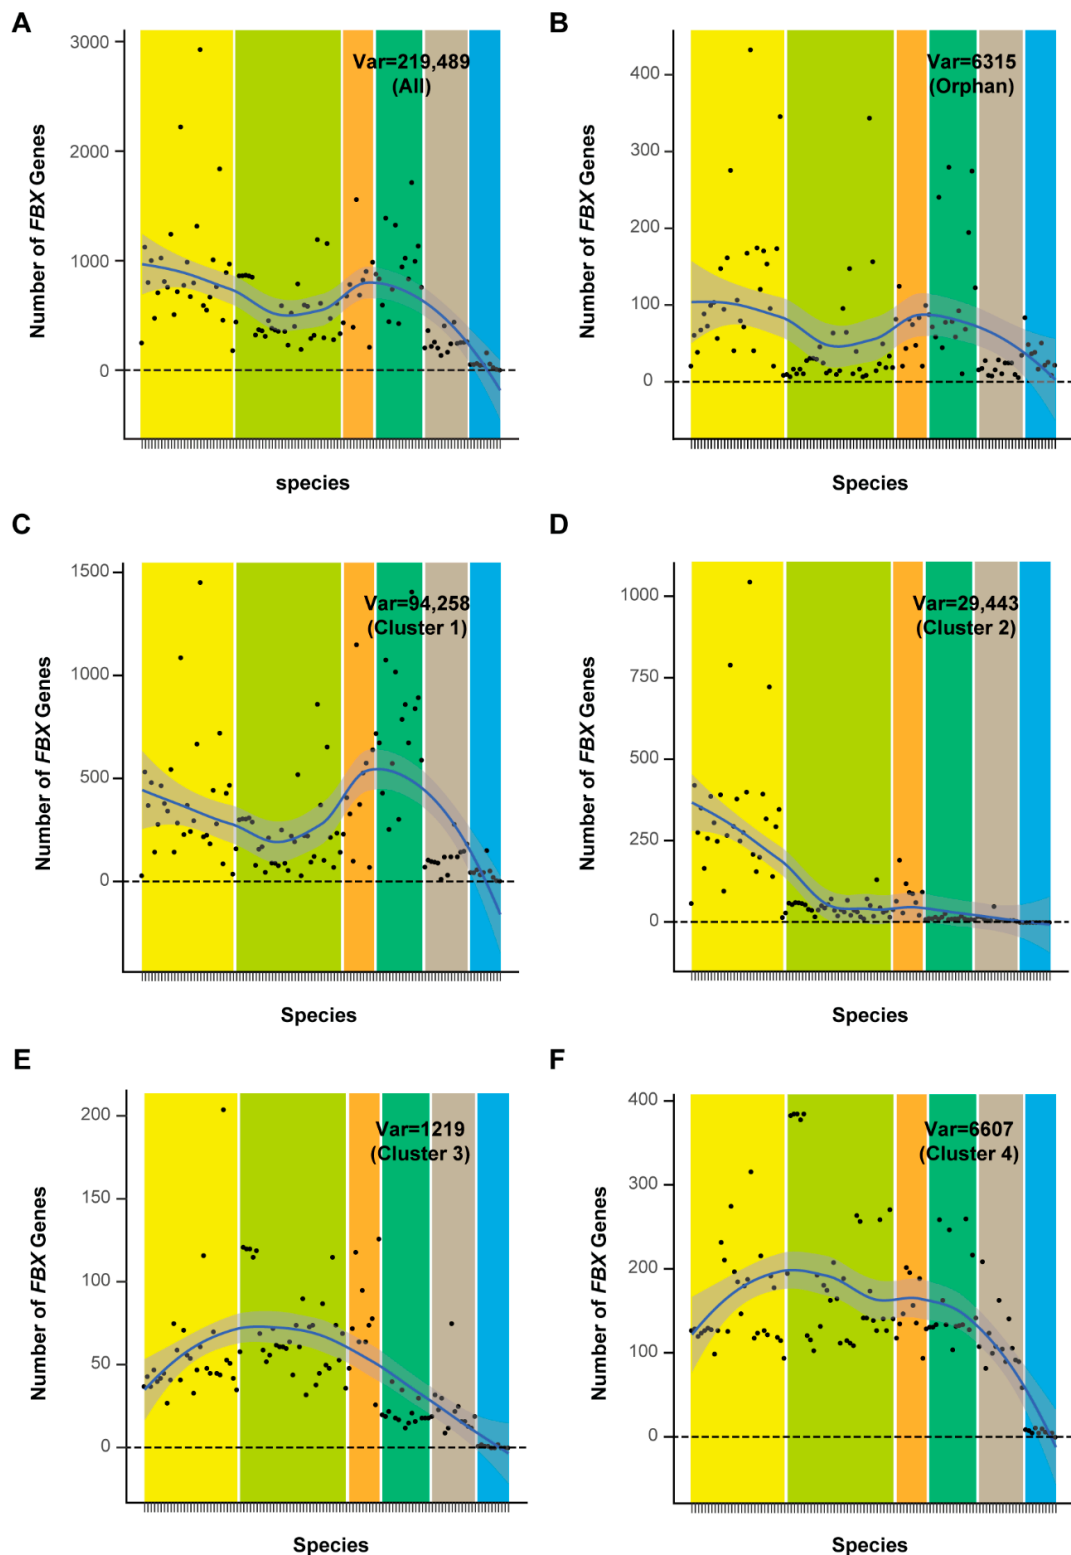 A
Number of FBX Genes
3000
2000
1000
0
Var=219,489
(All)
species
B
Number of FBX Genes
400
300
200
100
0
Var=6315
(Orphan)
Species
C
Number of FBX Genes
1500
1000
500
0
Var=94,258
(Cluster 1)
Species
D
Number of FBX Genes
1000
750
500
250
0
Var=29,443
(Cluster 2)
Species
E
Number of FBX Genes
200
150
100
50
0
Var=1219
(Cluster 3)
Species
F
Number of FBX Genes
400
300
200
100
0
Var=6607
(Cluster 4)
Species